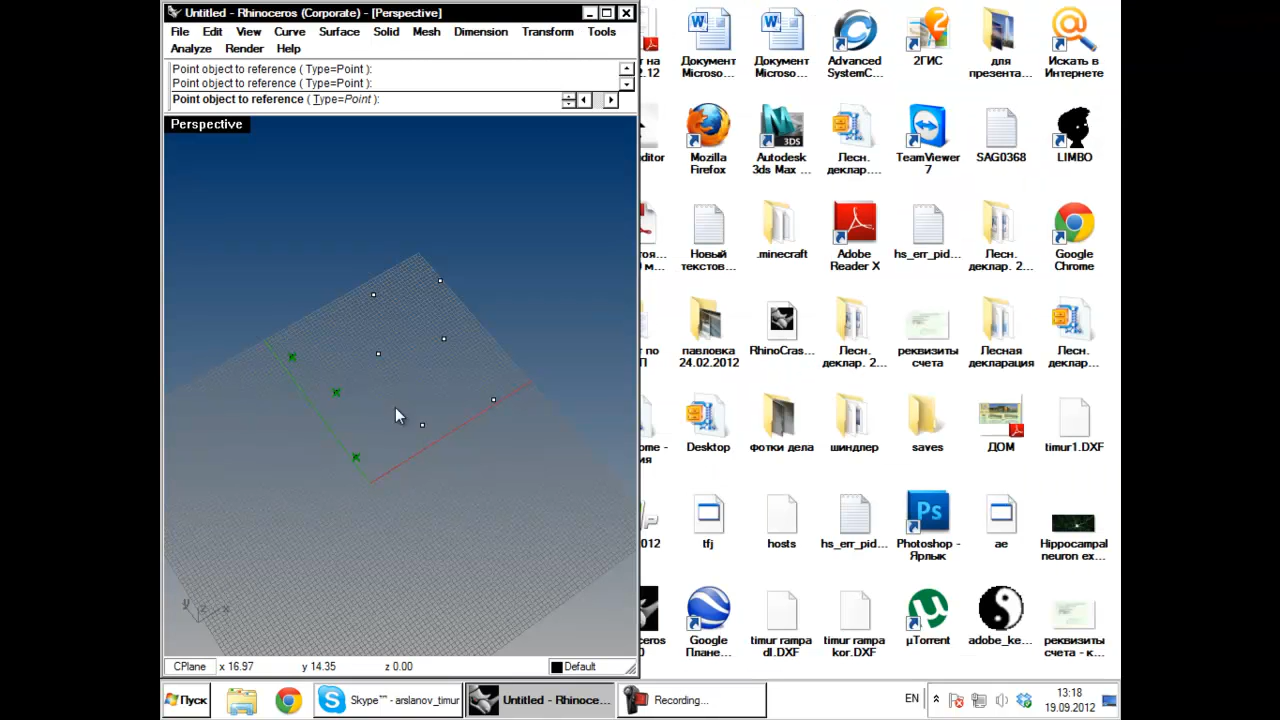 Untitled - Rhinoceros (Corporate) - [Perspective]
File Edit View Curve Surface Solid Mesh Dimension Transform Tools
Analyze Render Help
Point object to reference ( Type=Point ):
Point object to reference ( Type=Point ):
Point object to reference ( Type=Point ):
Perspective
y z x
CPlane x 16.97 y 14.35 z 0.00 Default
Документ Microso...
Документ Microso...
Advanced SystemC...
2ГИС
для презента...
Искать в Интернете
Mozilla Firefox
Autodesk 3ds Max ...
Лесн. деклар....
TeamViewer 7
SAG0368
LIMBO
Новый текстов...
.minecraft
Adobe Reader X
hs_err_pid...
Лесн. деклар. 2...
Google Chrome
павловка 24.02.2012
RhinoCras...
Лесн. деклар. 2...
реквизиты счета
Лесная декларация
Лесн. деклар...
Desktop
фотки дела
шиндлер
saves
ДОМ
timur1.DXF
tfj
hosts
hs_err_pid...
Photoshop - Ярлык
ae
Hippocampal neuron ex...
Google Плане...
timur rampa dl.DXF
timur rampa kor.DXF
µTorrent
adobe_ke...
реквизиты счета - к...
Пуск
Skype™ - arslanov_timur
Untitled - Rhinoce...
Recording...
EN
13:18
19.09.2012